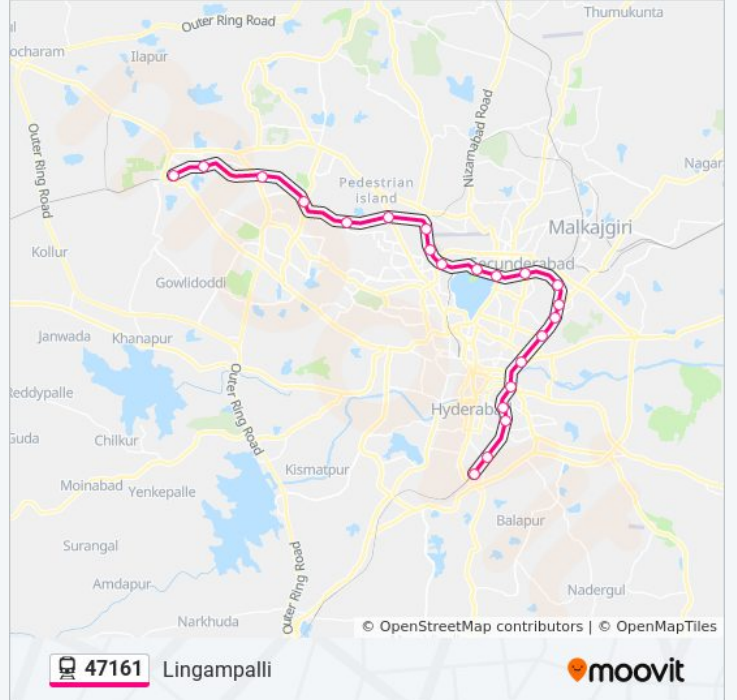 Outer Ring Road
Thumukunta
ocharam
Ilapur
Outer Ring Road
Nizamabad Road
Nagar
Pedestrian
island
Malkajgiri
Kollur
Secunderabad
Gowlidoddi
Janwada
Khanapur
Outer Ring Road
Reddypalle
Hyderabad
Guda
Chilkur
Kismatpur
Moinabad
Yenkepalle
Balapur
Surangal
Outer Ring Road
Amdapur
Nadergul
Narkhuda
© OpenStreetMap contributors | © OpenMapTiles
47161 Lingampalli
moovit